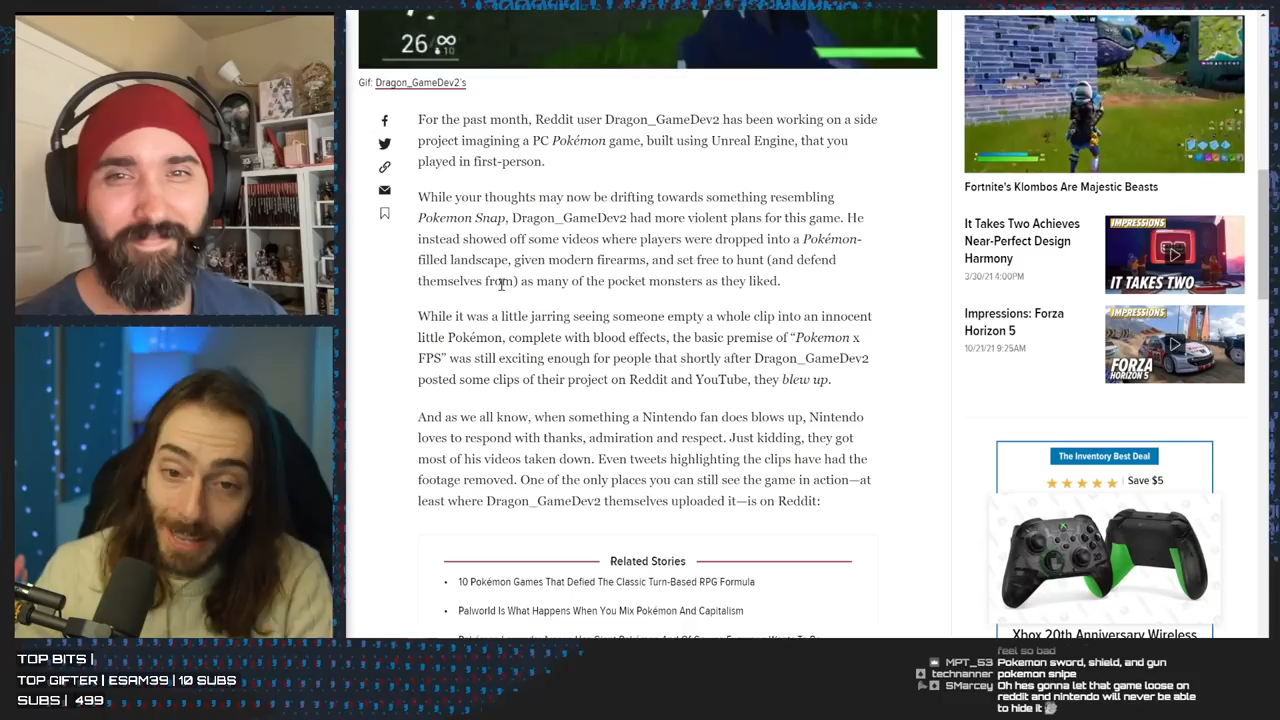 26/∞
10
Gif: Dragon_GameDev2's
For the past month, Reddit user Dragon_GameDev2 has been working on a side
project imagining a PC Pokémon game, built using Unreal Engine, that you
played in first-person.
While your thoughts may now be drifting towards something resembling
Pokemon Snap, Dragon_GameDev2 had more violent plans for this game. He
instead showed off some videos where players were dropped into a Pokémon-
filled landscape, given modern firearms, and set free to hunt (and defend
themselves from) as many of the pocket monsters as they liked.
While it was a little jarring seeing someone empty a whole clip into an innocent
little Pokémon, complete with blood effects, the basic premise of “Pokemon x
FPS” was still exciting enough for people that shortly after Dragon_GameDev2
posted some clips of their project on Reddit and YouTube, they blew up.
And as we all know, when something a Nintendo fan does blows up, Nintendo
loves to respond with thanks, admiration and respect. Just kidding, they got
most of his videos taken down. Even tweets highlighting the clips have had the
footage removed. One of the only places you can still see the game in action—at
least where Dragon_GameDev2 themselves uploaded it—is on Reddit:
Related Stories
• 10 Pokémon Games That Defied The Classic Turn-Based RPG Formula
• Palworld Is What Happens When You Mix Pokémon And Capitalism
Fortnite's Klombos Are Majestic Beasts
It Takes Two Achieves
Near-Perfect Design
Harmony
3/30/21 4:00PM
IMPRESSIONS
IT TAKES TWO
Impressions: Forza
Horizon 5
10/21/21 9:25AM
IMPRESSIONS
FORZA
HORIZON 5
The Inventory Best Deal
Save $5
Xbox 20th Anniversary Wireless
TOP BITS |
TOP GIFTER | ESAM39 | 10 SUBS
SUBS | 499
feel so bad
MPT_53 Pokemon sword, shield, and gun
technanner pokemon snipe
SMarcey Oh hes gonna let that game loose on
reddit and nintendo will never be able
to hide it